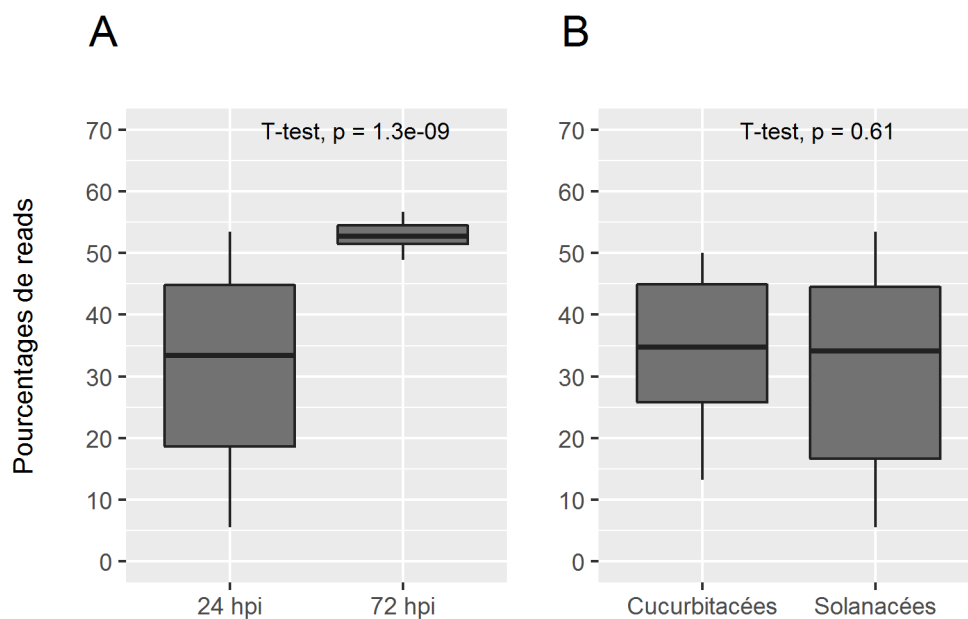 A
B
Pourcentages de reads
70
60
50
40
30
20
10
0
T-test, p = 1.3e-09
24 hpi
72 hpi
70
60
50
40
30
20
10
0
T-test, p = 0.61
Cucurbitacées
Solanacées